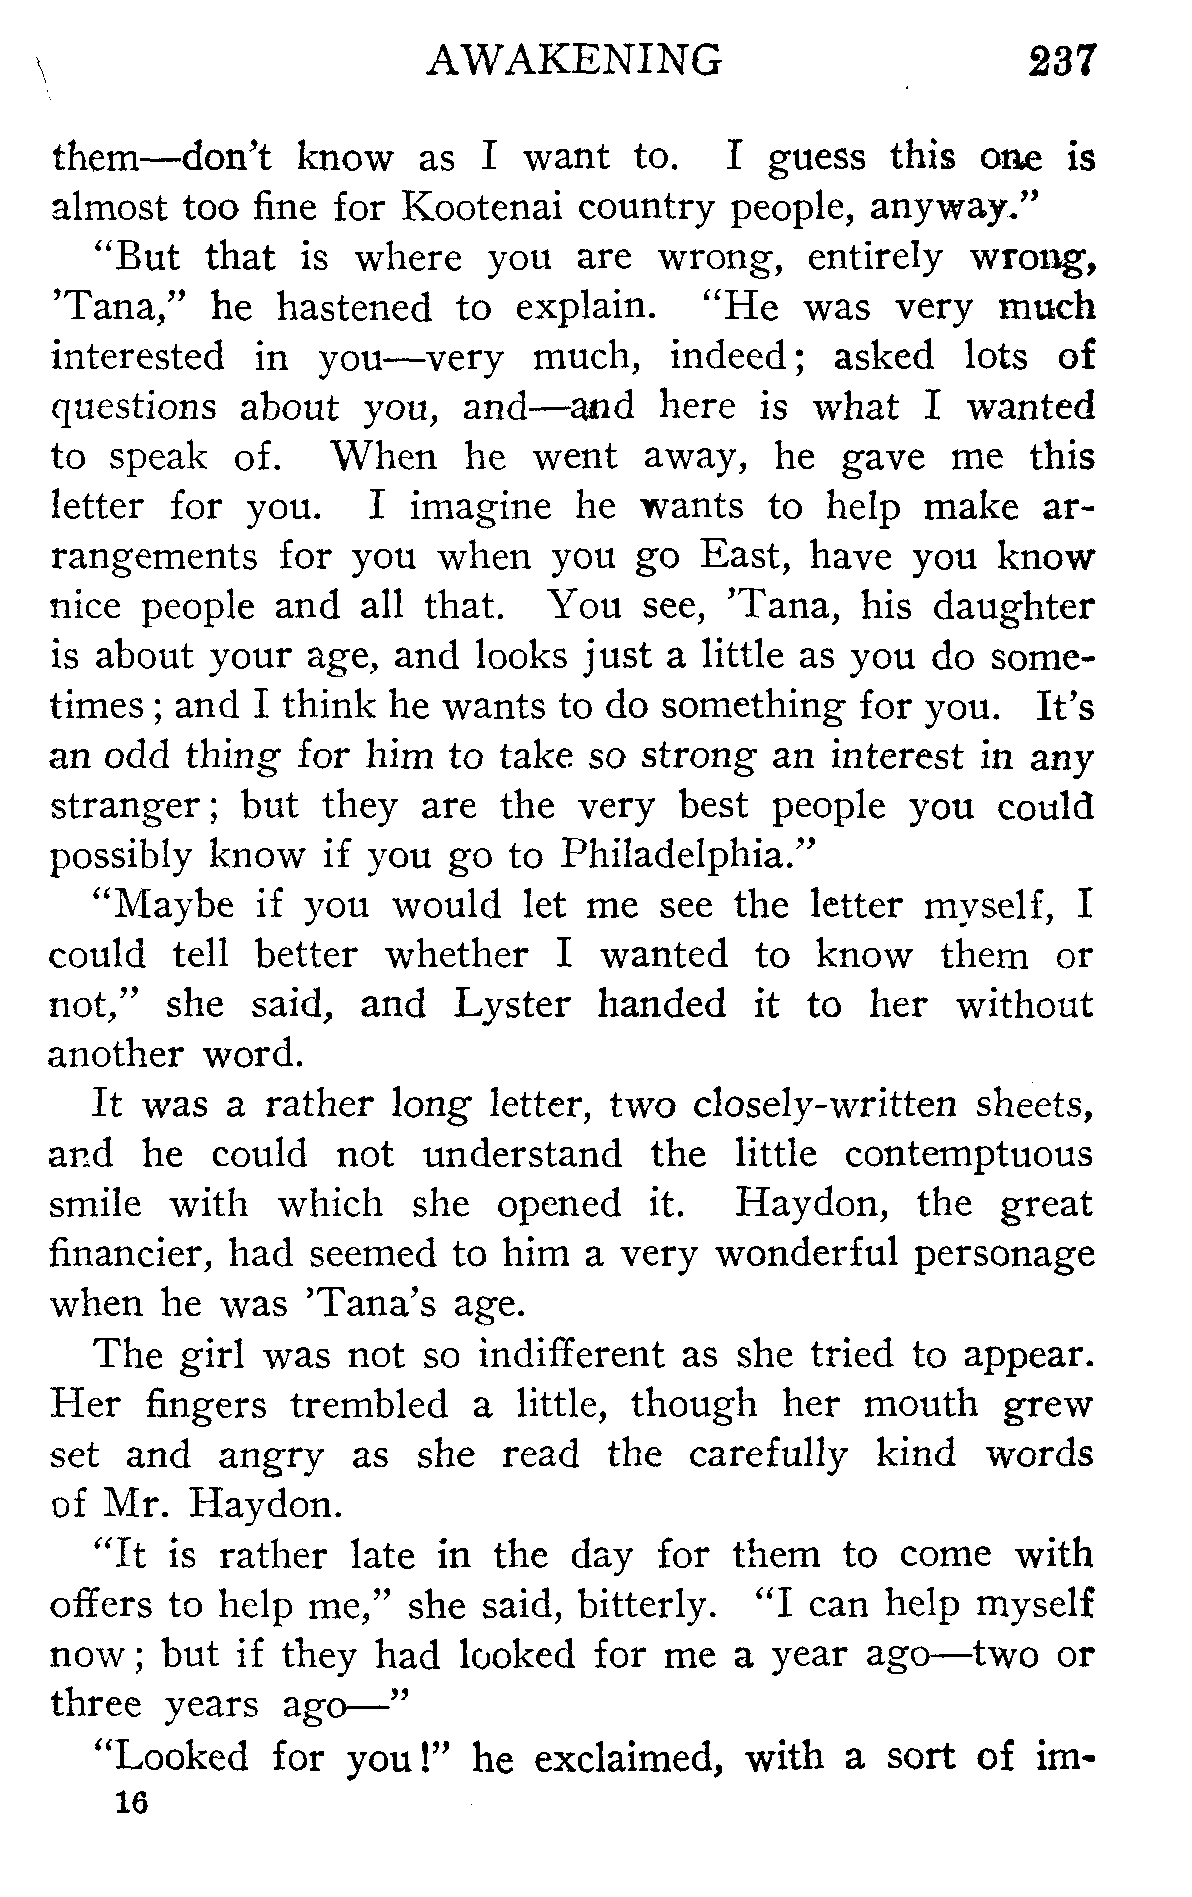 AWAKENING 237
them—don't know as I want to. I guess this one is
almost too fine for Kootenai country people, anyway."
"But that is where you are wrong, entirely wrong,
'Tana," he hastened to explain. "He was very much
interested in you—very much, indeed; asked lots of
questions about you, and—and here is what I wanted
to speak of. When he went away, he gave me this
letter for you. I imagine he wants to help make ar-
rangements for you when you go East, have you know
nice people and all that. You see, 'Tana, his daughter
is about your age, and looks just a little as you do some-
times; and I think he wants to do something for you. It's
an odd thing for him to take so strong an interest in any
stranger; but they are the very best people you could
possibly know if you go to Philadelphia."
"Maybe if you would let me see the letter myself, I
could tell better whether I wanted to know them or
not," she said, and Lyster handed it to her without
another word.
It was a rather long letter, two closely-written sheets,
and he could not understand the little contemptuous
smile with which she opened it. Haydon, the great
financier, had seemed to him a very wonderful personage
when he was 'Tana's age.
The girl was not so indifferent as she tried to appear.
Her fingers trembled a little, though her mouth grew
set and angry as she read the carefully kind words
of Mr. Haydon.
"It is rather late in the day for them to come with
offers to help me," she said, bitterly. "I can help myself
now; but if they had looked for me a year ago—two or
three years ago—"
"Looked for you!" he exclaimed, with a sort of im-
16